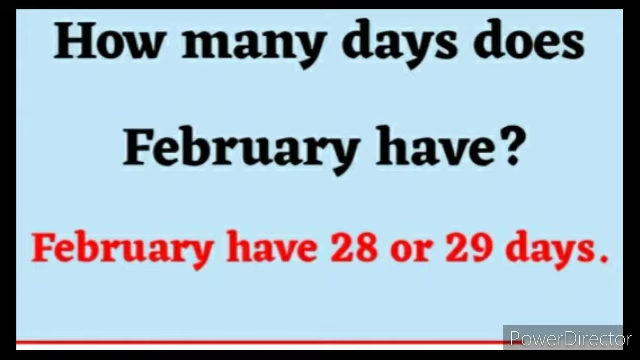 How many days does
February have?
February have 28 or 29 days.
PowerDirector